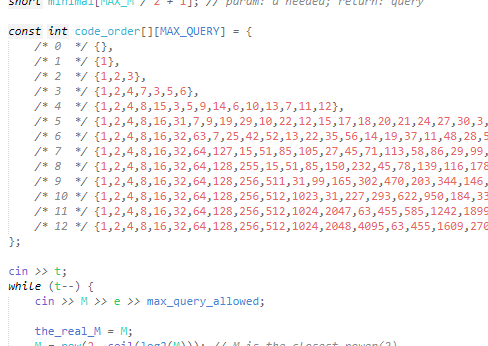 short minimal[MAX_M / 2 + 1]; // param: d needed; return: query
const int code_order[][MAX_QUERY] = {
/* 0 */ {},
/* 1 */ {1},
/* 2 */ {1,2,3},
/* 3 */ {1,2,4,7,3,5,6},
/* 4 */ {1,2,4,8,15,3,5,9,14,6,10,13,7,11,12},
/* 5 */ {1,2,4,8,16,31,7,9,19,29,10,22,12,15,17,18,20,21,24,27,30,3,
/* 6 */ {1,2,4,8,16,32,63,7,25,42,52,13,22,35,56,14,19,37,11,48,28,5
/* 7 */ {1,2,4,8,16,32,64,127,15,51,85,105,27,45,71,113,58,86,29,99,
/* 8 */ {1,2,4,8,16,32,64,128,255,15,51,85,150,232,45,78,139,116,178
/* 9 */ {1,2,4,8,16,32,64,128,256,511,31,99,165,302,470,203,344,146,
/* 10 */ {1,2,4,8,16,32,64,128,256,512,1023,31,227,293,622,950,184,33
/* 11 */ {1,2,4,8,16,32,64,128,256,512,1024,2047,63,455,585,1242,1899
/* 12 */ {1,2,4,8,16,32,64,128,256,512,1024,2048,4095,63,455,1609,270
};
cin >> t;
while (t--) {
cin >> M >> e >> max_query_allowed;
the_real_M = M;
M = pow(2, ceil(log2(M))); // M is the closest power(2)